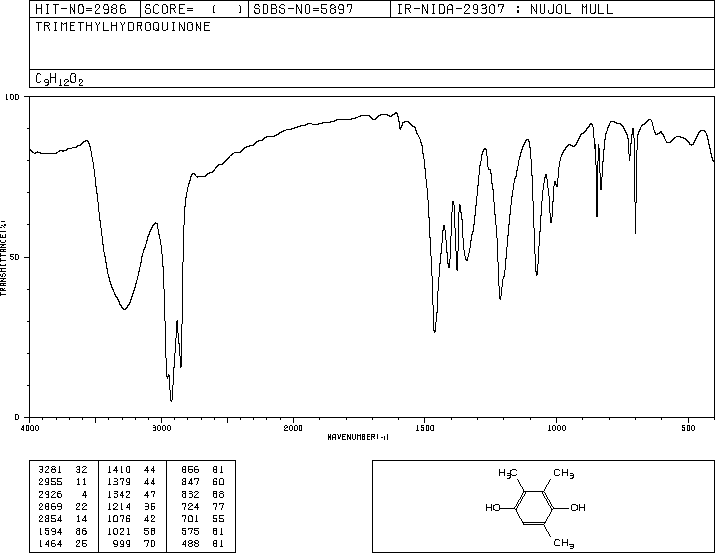 HIT-NO=2986 SCORE= ( ) SDBS-NO=5897 IR-NIDA-29307 : NUJOL MULL
TRIMETHYLHYDROQUINONE
C9H12O2
100
50
0
TRANSMITTANCE(%)
4000 3000 2000 1500 1000 500
WAVENUMBER(-1)
3281 32 1410 44 866 81
2955 11 1379 44 847 60
2926 4 1342 47 832 68
2869 22 1214 36 724 77
2854 14 1076 42 701 55
1594 86 1021 58 575 81
1464 26 999 70 488 81
H3C CH3
HO OH
CH3